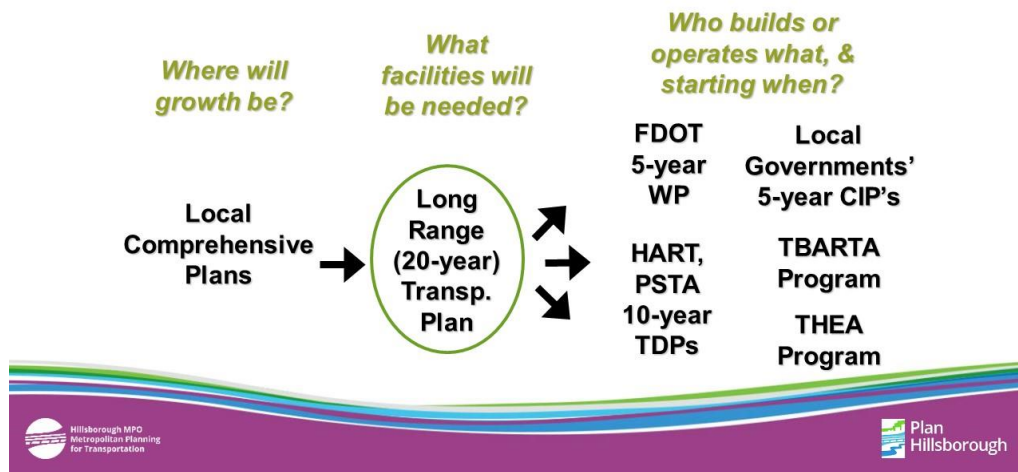 Where will
growth be?
What
facilities will
be needed?
Who builds or
operates what, &
starting when?
Local
Comprehensive
Plans
Long
Range
(20-year)
Transp.
Plan
FDOT
5-year
WP
Local
Governments’
5-year CIP’s
HART,
PSTA
10-year
TDPs
TBARTA
Program
THEA
Program
Hillsborough MPO
Metropolitan Planning
for Transportation
Plan
Hillsborough